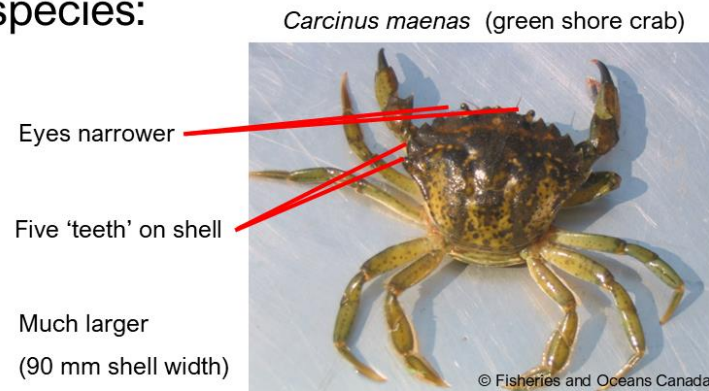 species:
Carcinus maenas (green shore crab)
Eyes narrower
Five ‘teeth’ on shell
Much larger
(90 mm shell width)
© Fisheries and Oceans Canada